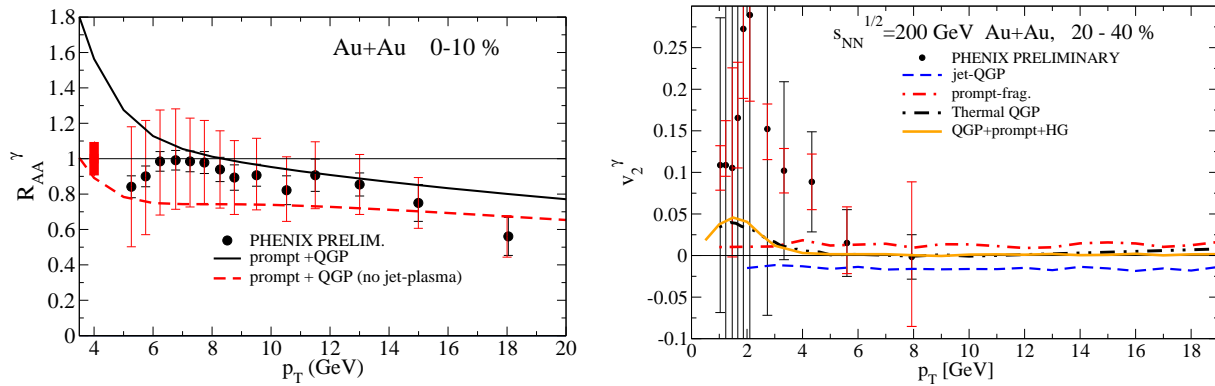 1.8
1.6
1.4
1.2
1
0.8
0.6
0.4
0.2
0
R_AA^γ
Au+Au 0-10 %
PHENIX PRELIM.
prompt +QGP
prompt + QGP (no jet-plasma)
4 6 8 10 12 14 16 18 20
p_T (GeV)
0.25
0.2
0.15
0.1
0.05
0
-0.05
-0.1
v_2^γ
s_NN^1/2=200 GeV Au+Au, 20 - 40 %
PHENIX PRELIMINARY
jet-QGP
prompt-frag.
Thermal QGP
QGP+prompt+HG
0 2 4 6 8 10 12 14 16 18
p_T [GeV]